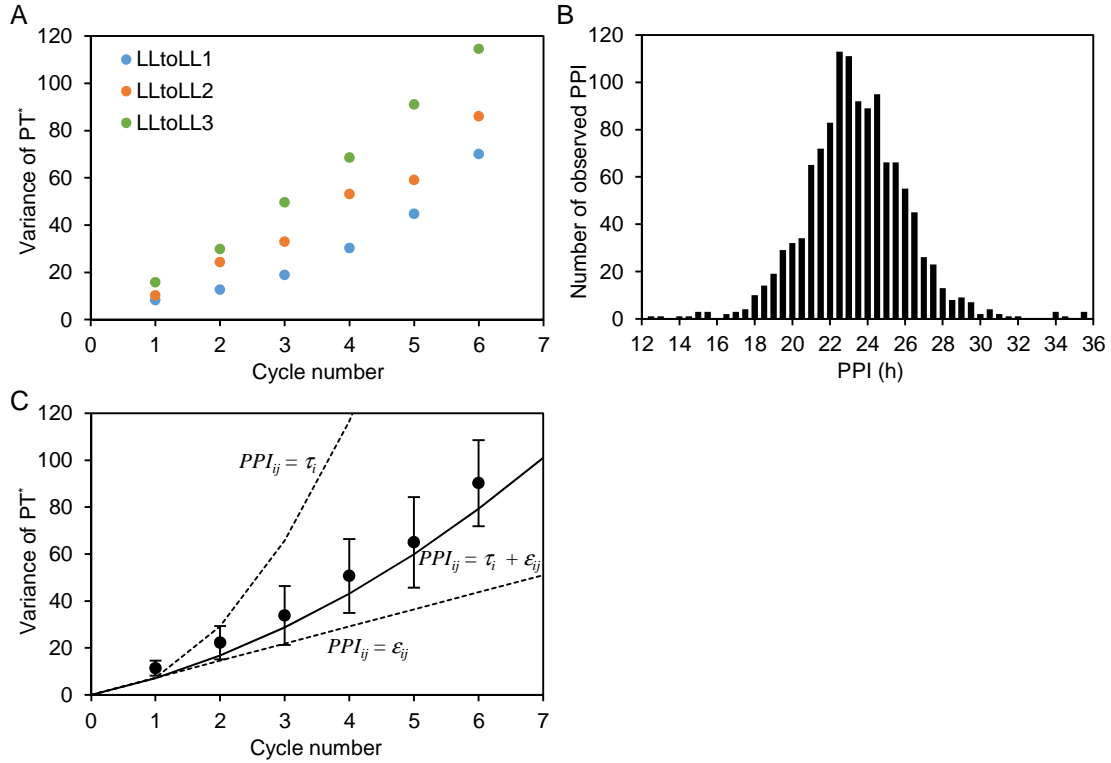 A
120
100
80
60
40
20
0
Variance of PT*
LLtoLL1
LLtoLL2
LLtoLL3
0 1 2 3 4 5 6 7
Cycle number
B
120
100
80
60
40
20
0
Number of observed PPI
12 14 16 18 20 22 24 26 28 30 32 34 36
PPI (h)
C
120
100
80
60
40
20
0
Variance of PT*
PPIij = τi
PPIij = τi + εij
PPIij = εij
0 1 2 3 4 5 6 7
Cycle number